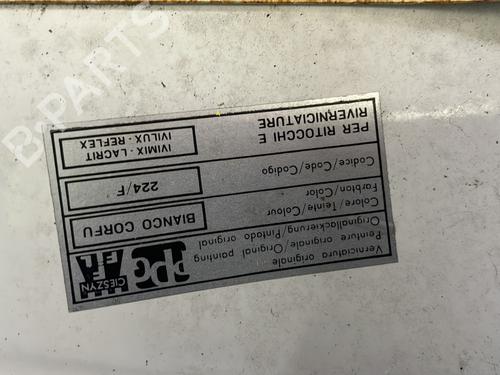 PPG
CIESZYN
Verniciatura originale
Peinture originale/Original painting
Originallackierung/Pintado original
Colore/Teinte/Colour
Farbton/Color
BIANCO CORFU
Codice/Code/Codigo
224/F
PER RITOCCHI E
RIVERNICIATURE
IVIMIX-LACRIT
IVILUX-REFLEX
B-PARTS